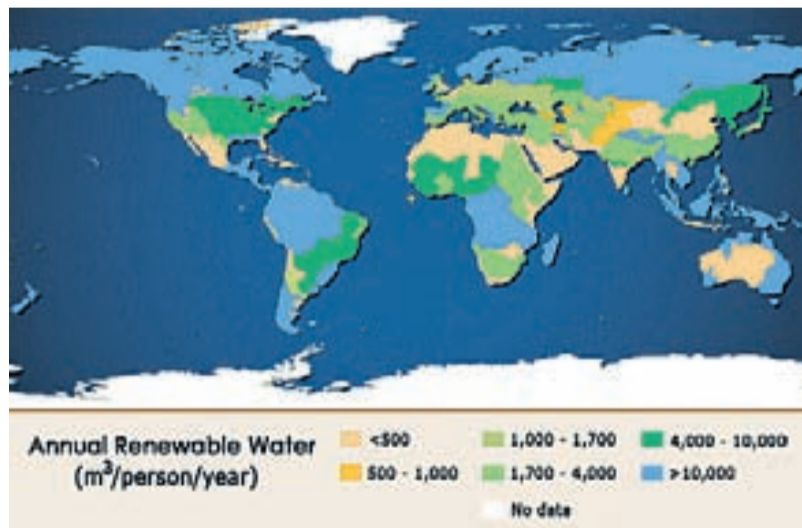 Annual Renewable Water
(m³/person/year)
<500
500 - 1,000
1,000 - 1,700
1,700 - 4,000
4,000 - 10,000
>10,000
No data